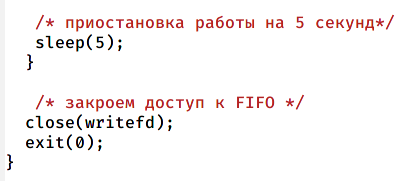 /* приостановка работы на 5 секунд*/
sleep(5);
}
/* закроем доступ к FIFO */
close(writefd);
exit(0);
}